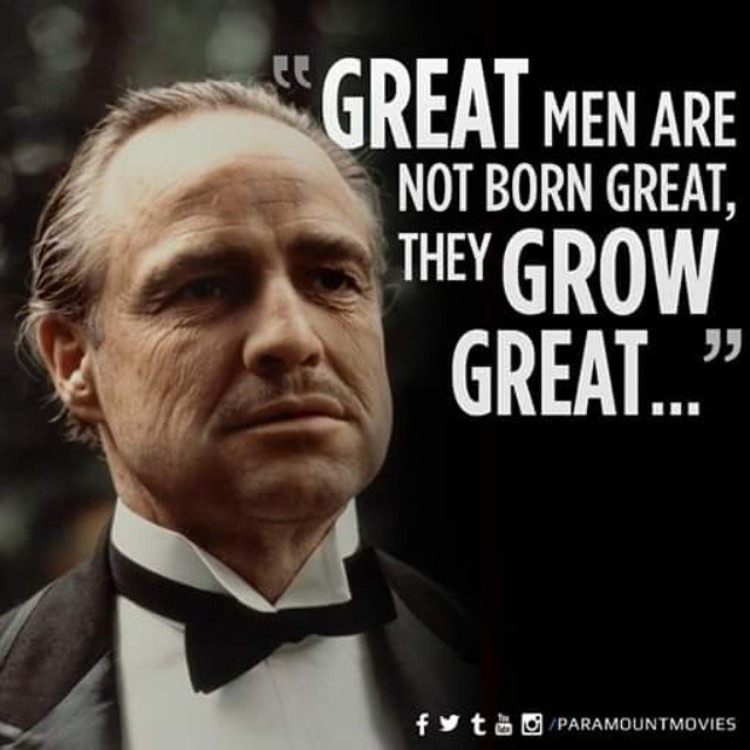 “GREAT MEN ARE
NOT BORN GREAT,
THEY GROW
GREAT...”
/PARAMOUNTMOVIES